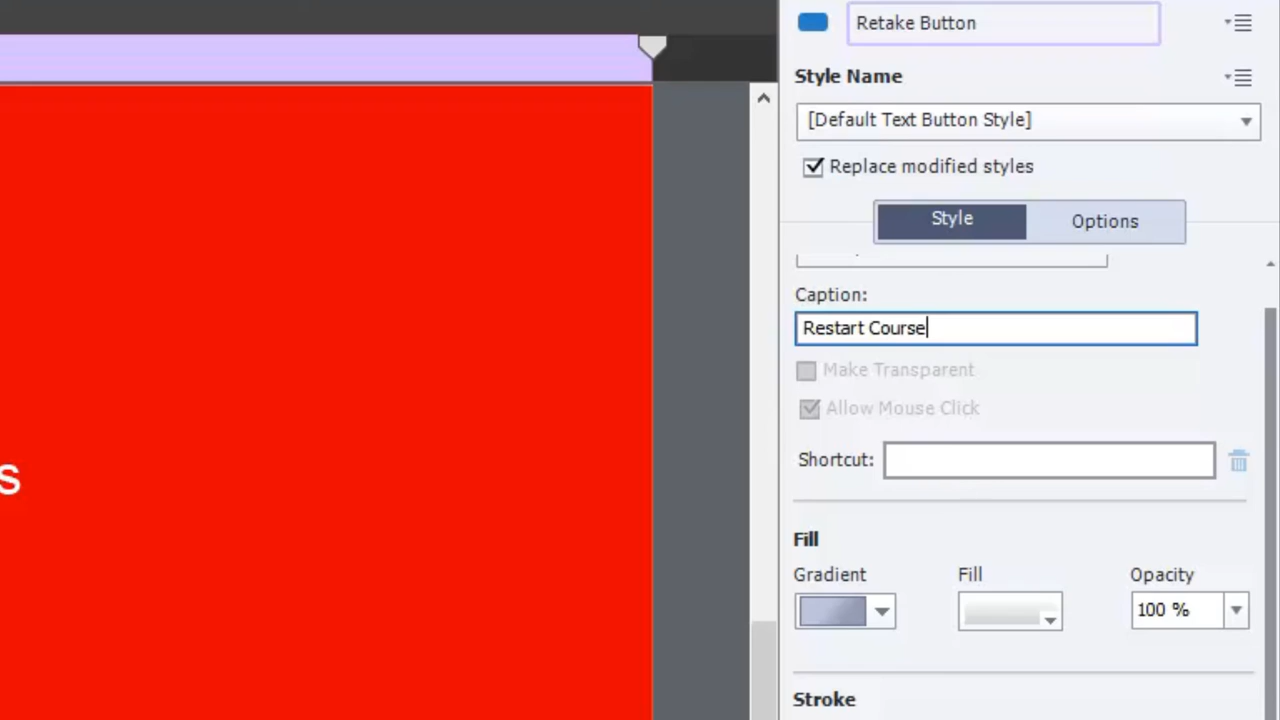 Retake Button
Style Name
[Default Text Button Style]
Replace modified styles
Style
Options
Caption:
Restart Course
Make Transparent
Allow Mouse Click
Shortcut:
S
Fill
Gradient
Fill
Opacity
100 %
Stroke